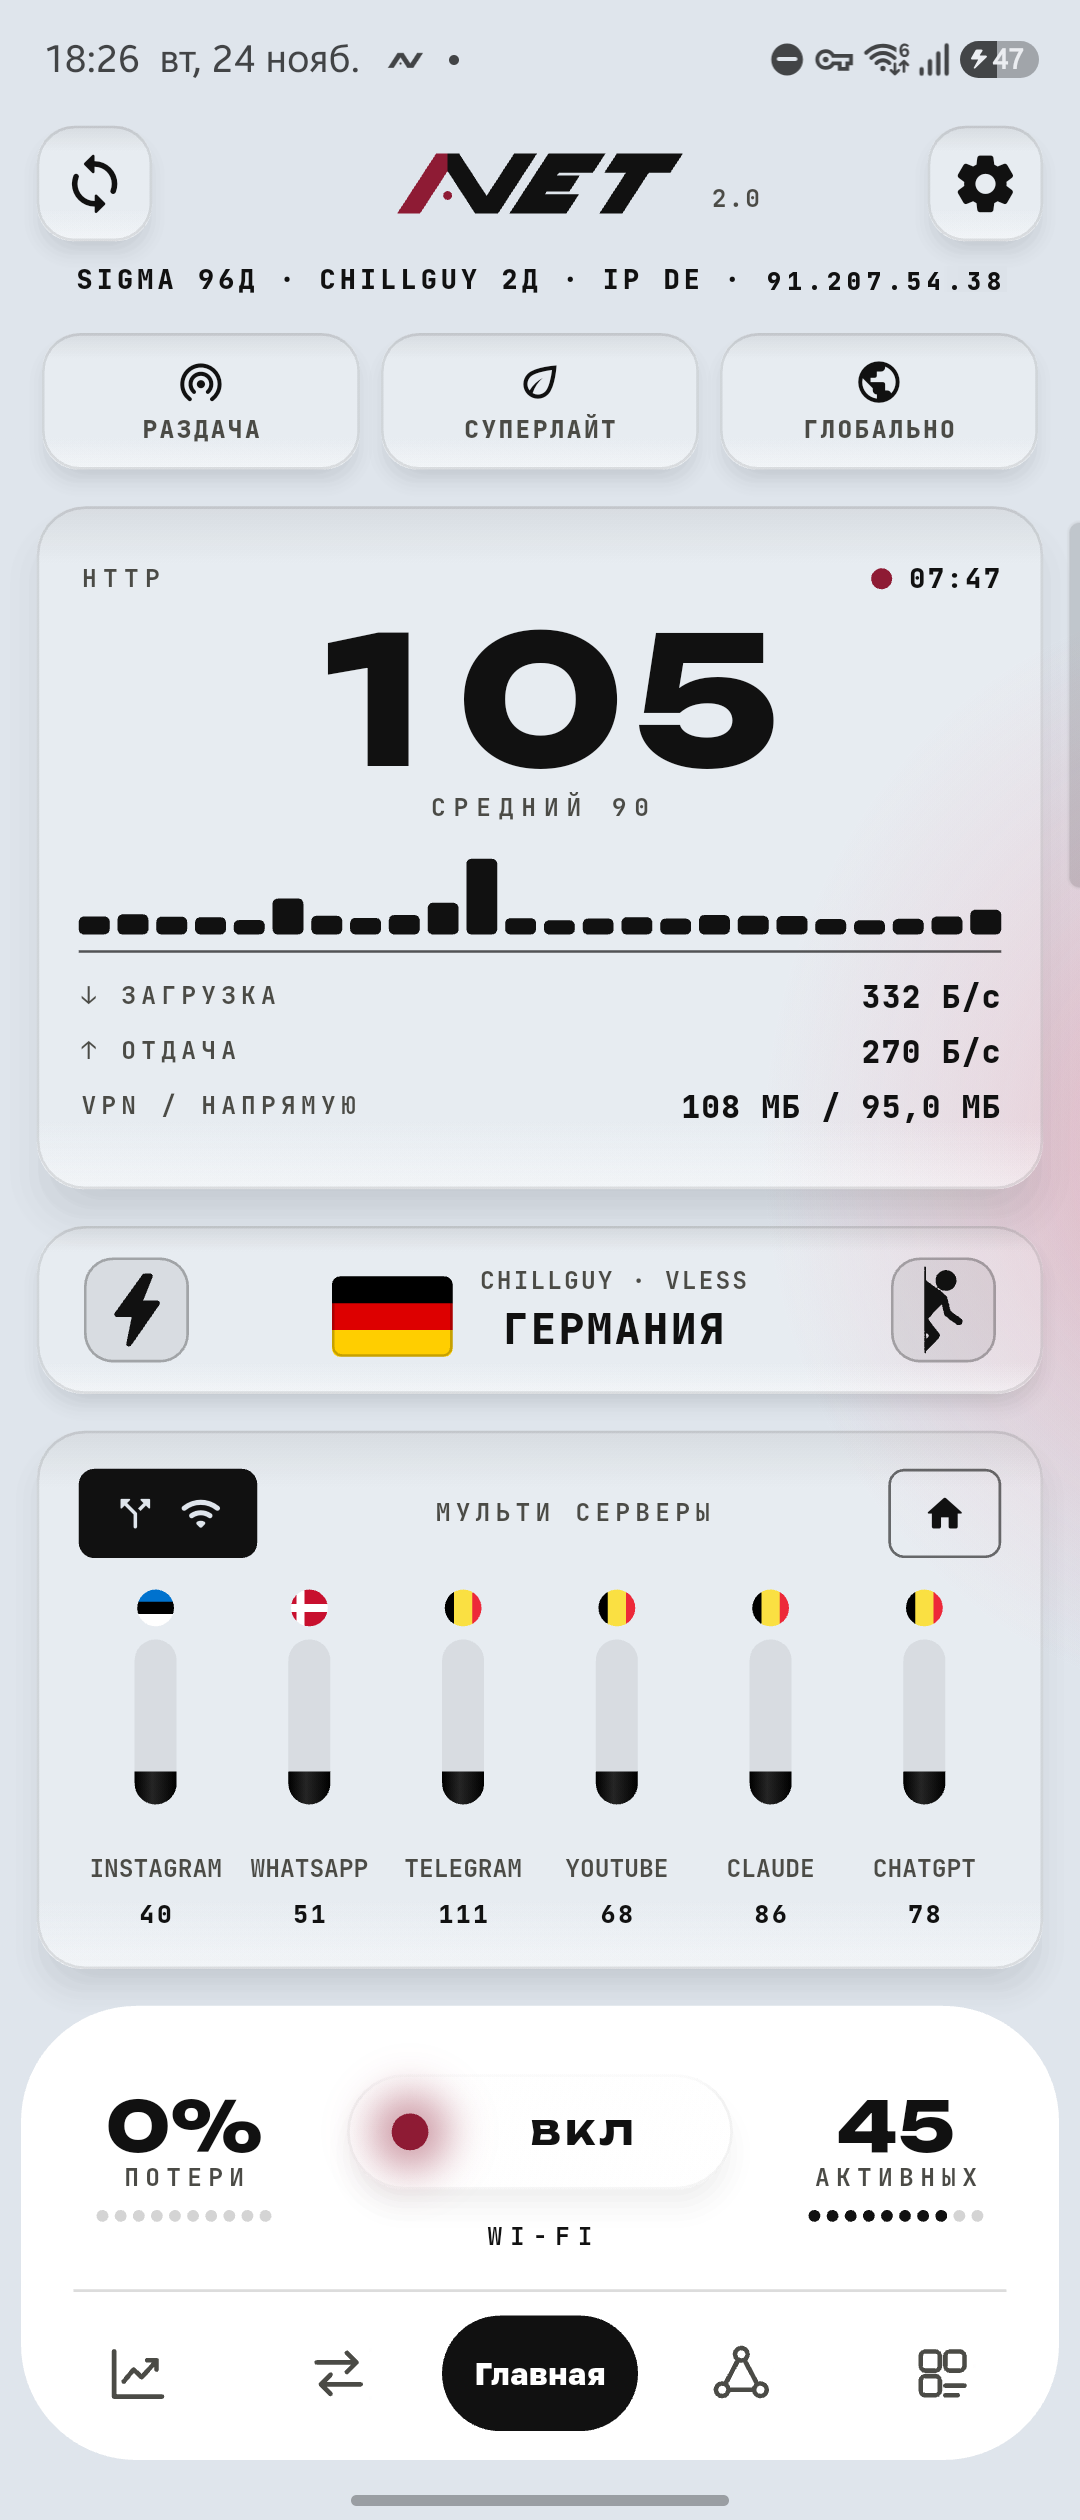 18:26 вт, 24 нояб.
6
47
NET 2.0
SIGMA 96Д · CHILLGUY 2Д · IP DE · 91.207.54.38
РАЗДАЧА СУПЕРЛАЙТ ГЛОБАЛЬНО
HTTP 07:47
105
СРЕДНИЙ 90
↓ ЗАГРУЗКА 332 Б/с
↑ ОТДАЧА 270 Б/с
VPN / НАПРЯМУЮ 108 МБ / 95,0 МБ
CHILLGUY · VLESS
ГЕРМАНИЯ
МУЛЬТИ СЕРВЕРЫ
INSTAGRAM WHATSAPP TELEGRAM YOUTUBE CLAUDE CHATGPT
40 51 111 68 86 78
0% ВКЛ 45
ПОТЕРИ АКТИВНЫХ
WI-FI
Главная